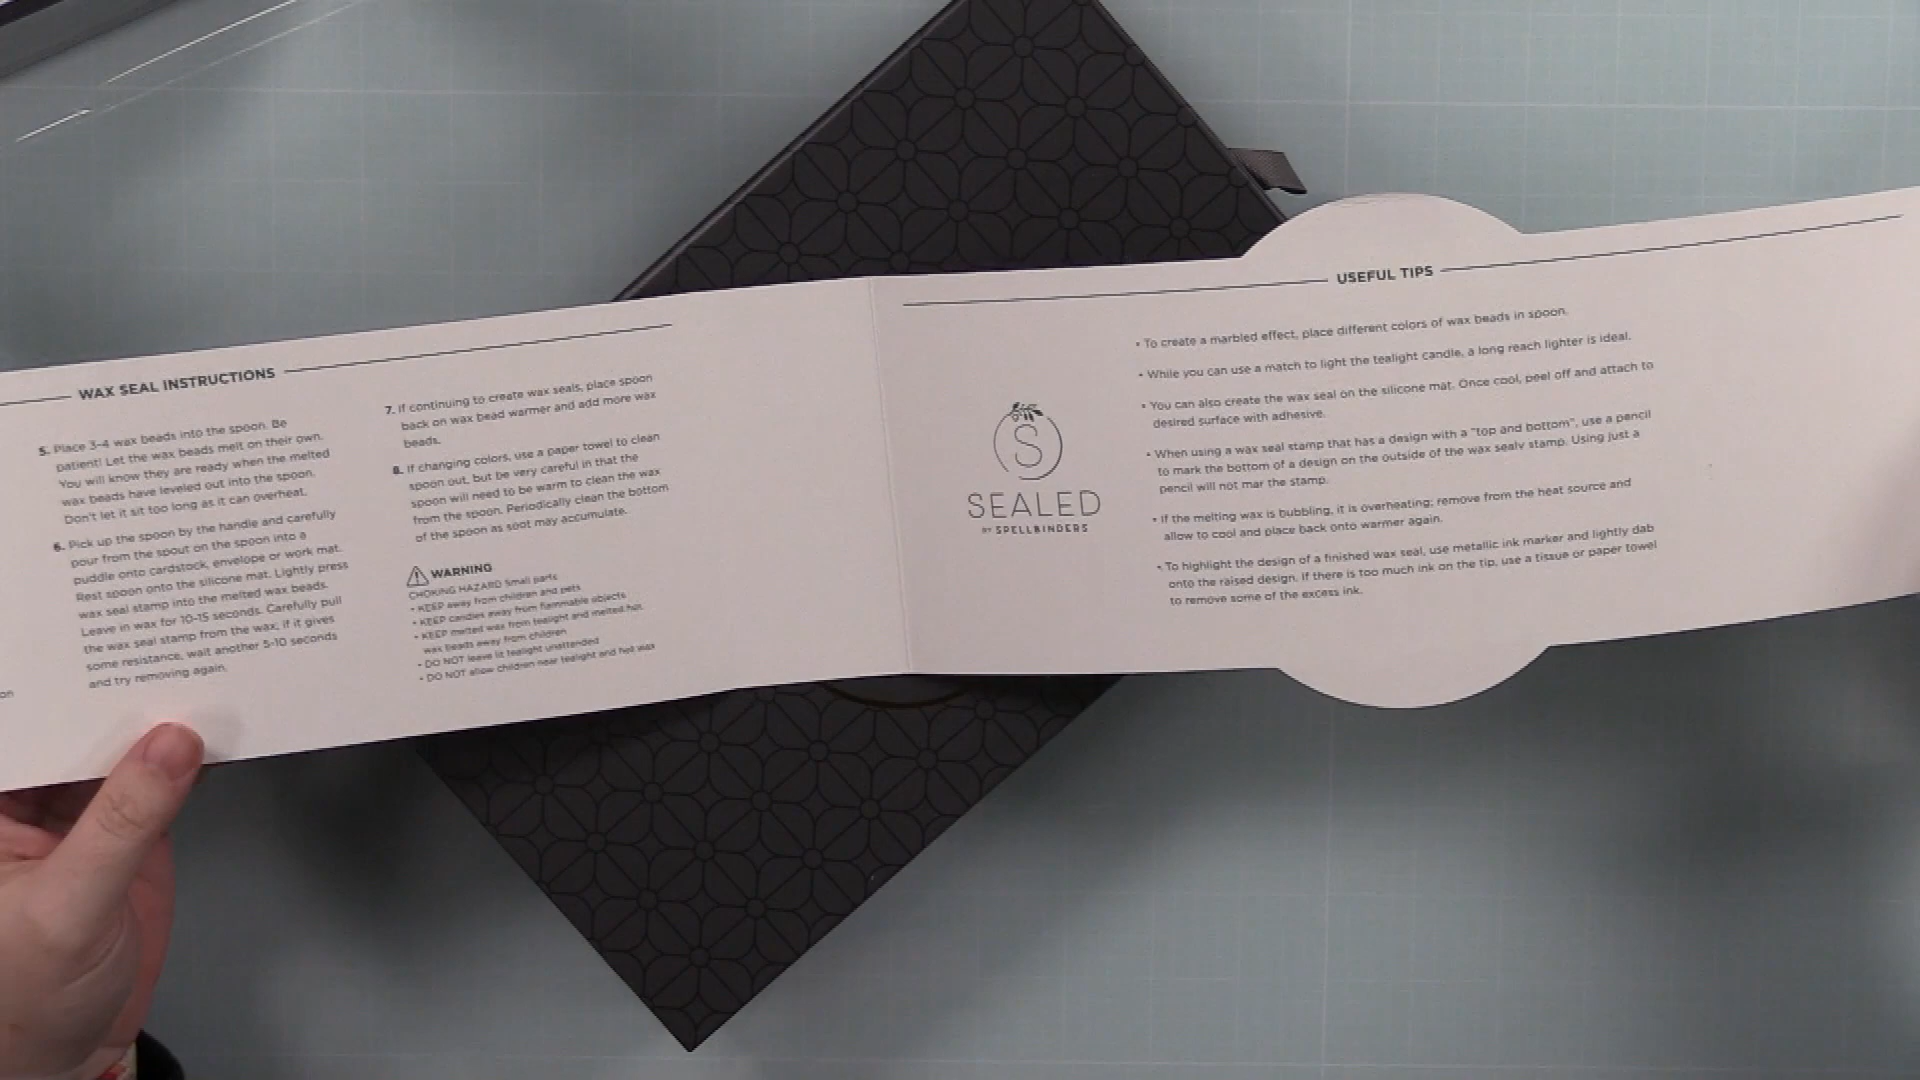 WAX SEAL INSTRUCTIONS
5. Place 3-4 wax beads into the spoon. Be
patient! Let the wax beads melt on their own.
You will know they are ready when the melted
wax beads have leveled out into the spoon.
Don't let it sit too long as it can overheat.
6. Pick up the spoon by the handle and carefully
pour from the spout on the spoon into a
puddle onto cardstock, envelope or work mat.
Rest spoon onto the silicone mat. Lightly press
wax seal stamp into the melted wax beads.
Leave in wax for 10-15 seconds. Carefully pull
the wax seal stamp from the wax; if it gives
some resistance, wait another 5-10 seconds
and try removing again.
on
7. If continuing to create wax seals, place spoon
back on wax bead warmer and add more wax
beads.
8. If changing colors, use a paper towel to clean
spoon out, but be very careful in that the
spoon will need to be warm to clean the wax
from the spoon. Periodically clean the bottom
of the spoon as soot may accumulate.
WARNING
CHOKING HAZARD Small parts
• KEEP away from children and pets
• KEEP candles away from flammable objects
• KEEP melted wax from tealight and melted hot
wax beads away from children
• DO NOT leave lit tealight unattended
• DO NOT allow children near tealight and hot wax
S
SEALED
BY SPELLBINDERS
USEFUL TIPS
• To create a marbled effect, place different colors of wax beads in spoon.
• While you can use a match to light the tealight candle, a long reach lighter is ideal.
• You can also create the wax seal on the silicone mat. Once cool, peel off and attach to
desired surface with adhesive.
• When using a wax seal stamp that has a design with a "top and bottom", use a pencil
to mark the bottom of a design on the outside of the wax sealv stamp. Using just a
pencil will not mar the stamp.
• If the melting wax is bubbling, it is overheating; remove from the heat source and
allow to cool and place back onto warmer again.
• To highlight the design of a finished wax seal, use metallic ink marker and lightly dab
onto the raised design. If there is too much ink on the tip, use a tissue or paper towel
to remove some of the excess ink.